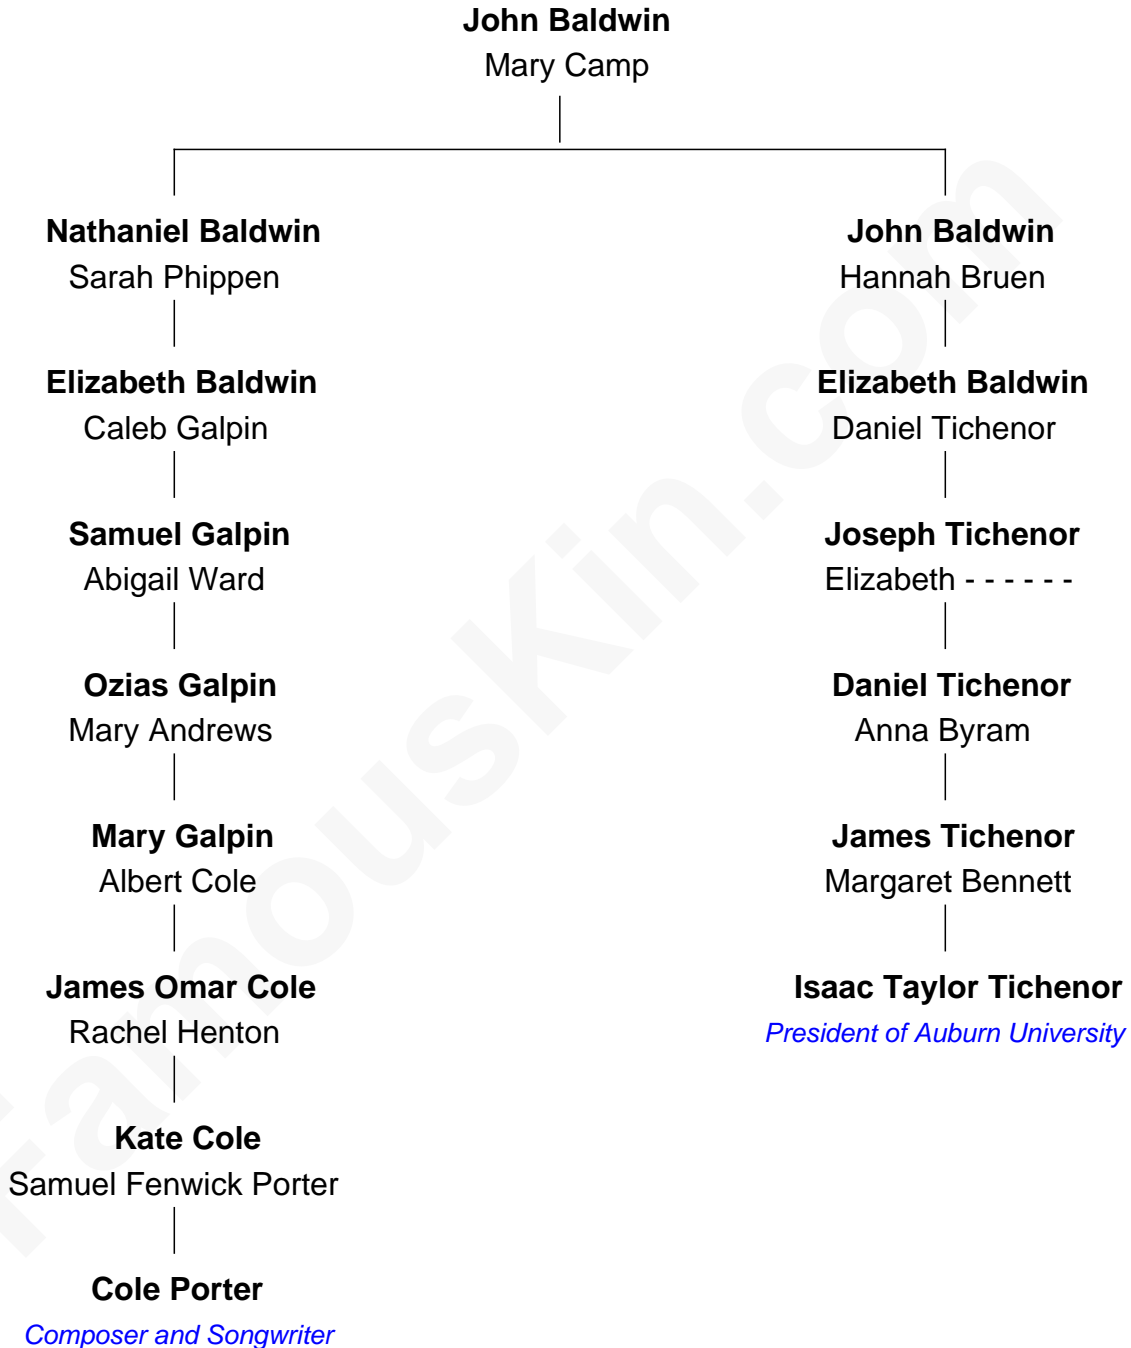 John Baldwin
Mary Camp
Nathaniel Baldwin
Sarah Phippen
John Baldwin
Hannah Bruen
Elizabeth Baldwin
Caleb Galpin
Elizabeth Baldwin
Daniel Tichenor
Samuel Galpin
Abigail Ward
Joseph Tichenor
Elizabeth - - - - - -
Ozias Galpin
Mary Andrews
Daniel Tichenor
Anna Byram
Mary Galpin
Albert Cole
James Tichenor
Margaret Bennett
James Omar Cole
Rachel Henton
Isaac Taylor Tichenor
President of Auburn University
Kate Cole
Samuel Fenwick Porter
Cole Porter
Composer and Songwriter
FamousKin.com